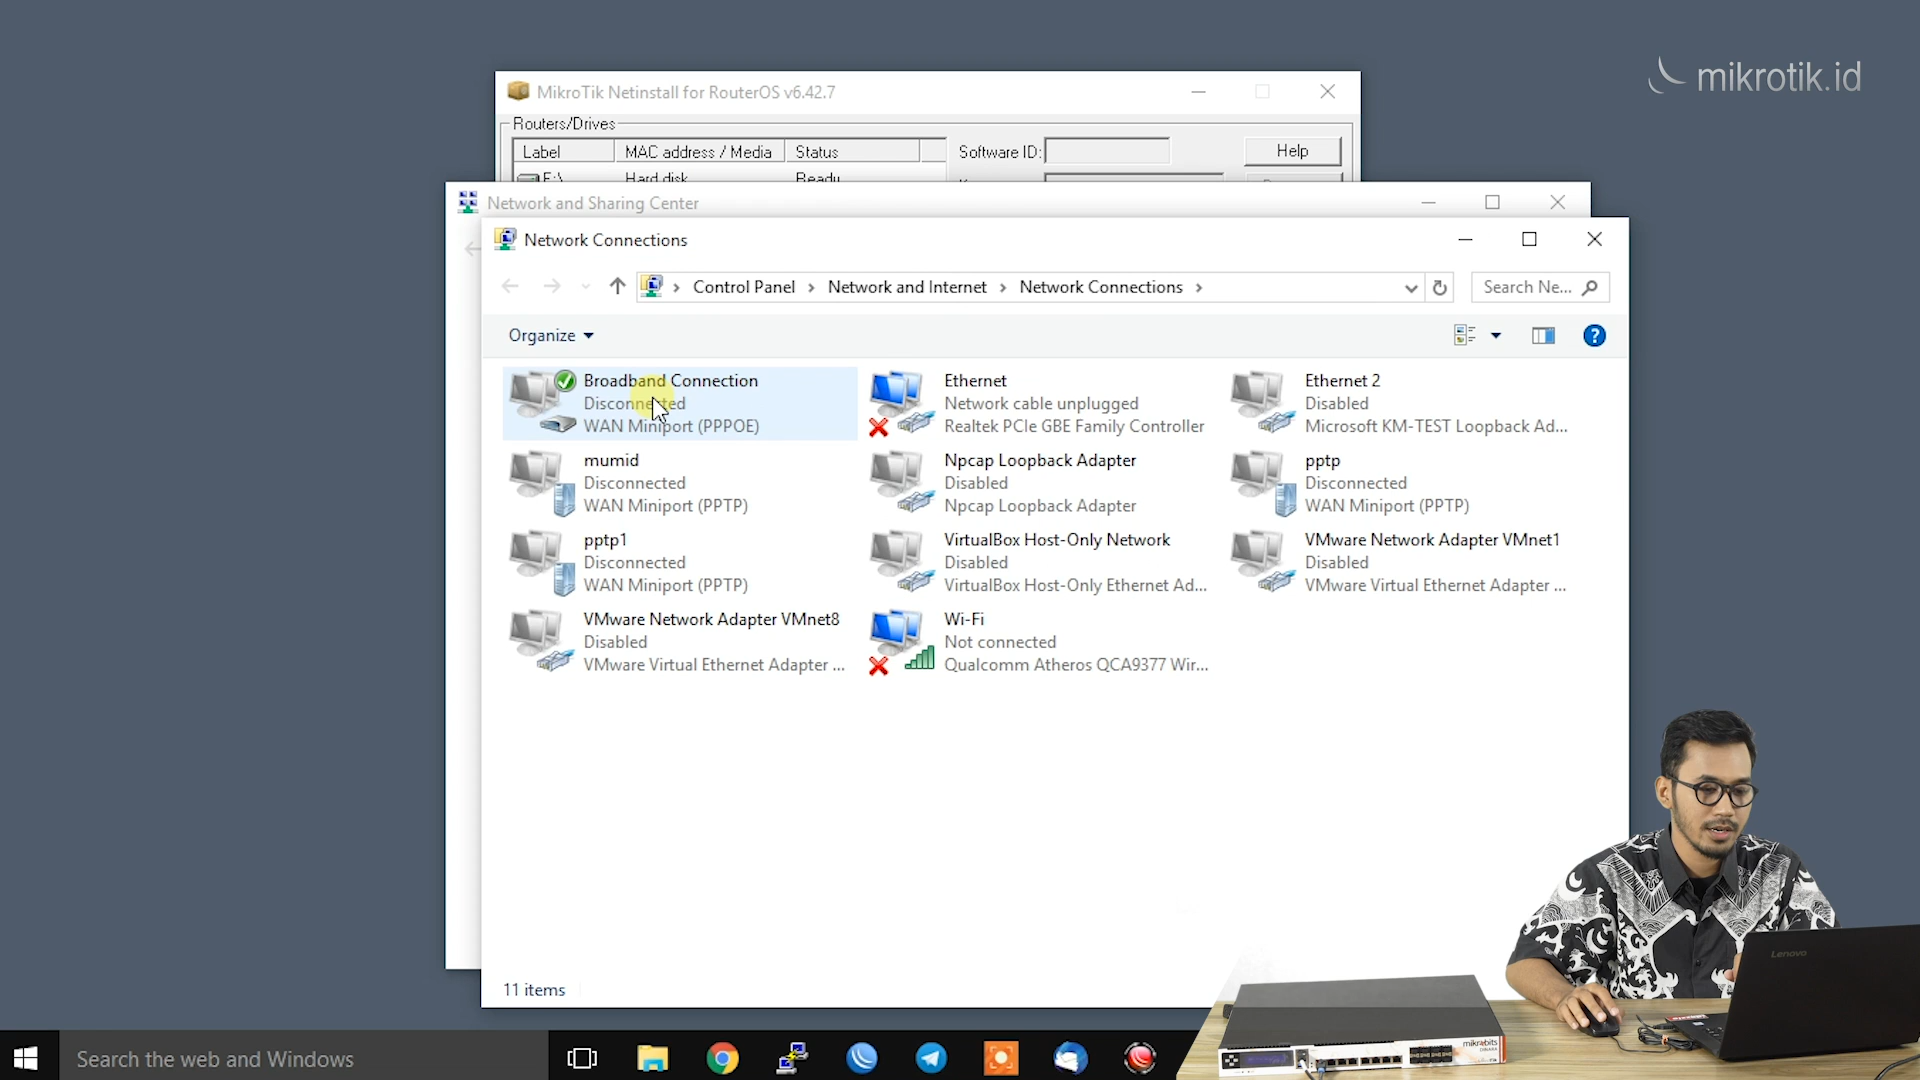 mikrotik.id
MikroTik Netinstall for RouterOS v6.42.7
Routers/Drives
Label MAC address / Media Status
Software ID:
Help
Network and Sharing Center
Network Connections
Control Panel > Network and Internet > Network Connections >
Search Ne...
Organize
Broadband Connection
Disconnected
WAN Miniport (PPPOE)
Ethernet
Network cable unplugged
Realtek PCIe GBE Family Controller
Ethernet 2
Disabled
Microsoft KM-TEST Loopback Ad...
mumid
Disconnected
WAN Miniport (PPTP)
Npcap Loopback Adapter
Disabled
Npcap Loopback Adapter
pptp
Disconnected
WAN Miniport (PPTP)
pptp1
Disconnected
WAN Miniport (PPTP)
VirtualBox Host-Only Network
Disabled
VirtualBox Host-Only Ethernet Ad...
VMware Network Adapter VMnet1
Disabled
VMware Virtual Ethernet Adapter ...
VMware Network Adapter VMnet8
Disabled
VMware Virtual Ethernet Adapter ...
Wi-Fi
Not connected
Qualcomm Atheros QCA9377 Wir...
11 items
Lenovo
mikrobits
Search the web and Windows